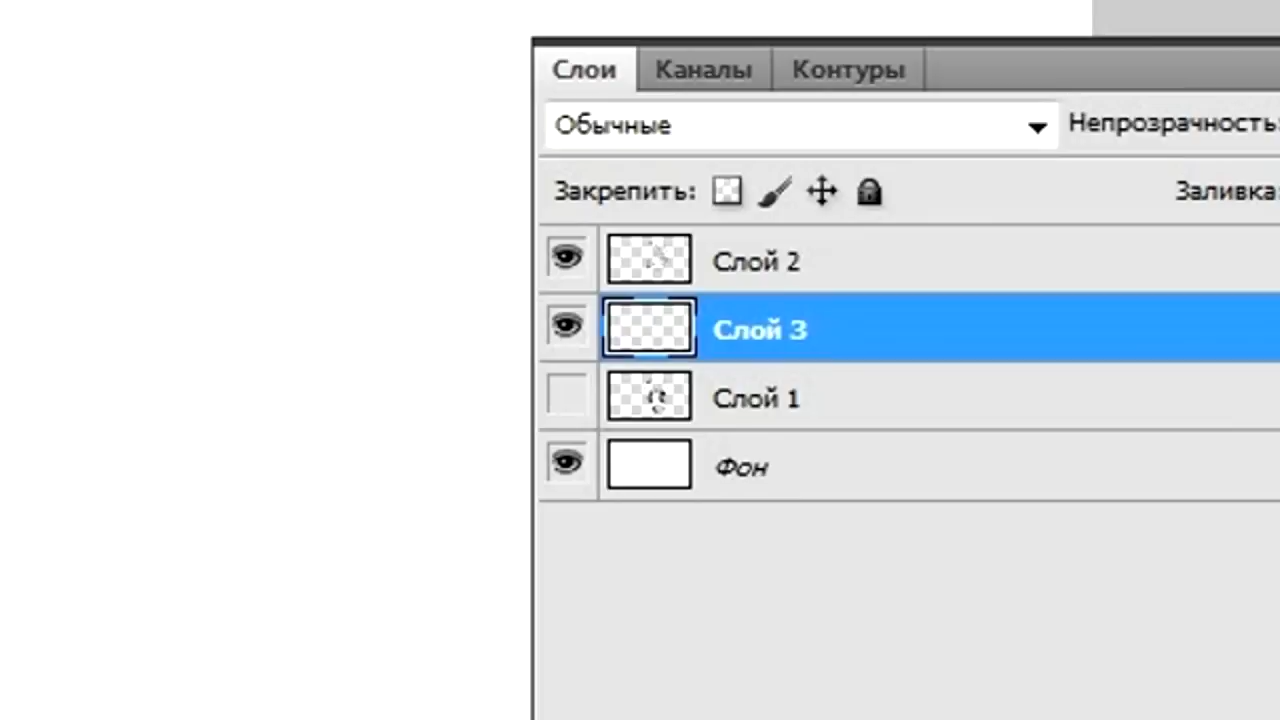 Слои Каналы Контуры
Обычные Непрозрачность:
Закрепить: Заливка:
Слой 2
Слой 3
Слой 1
Фон